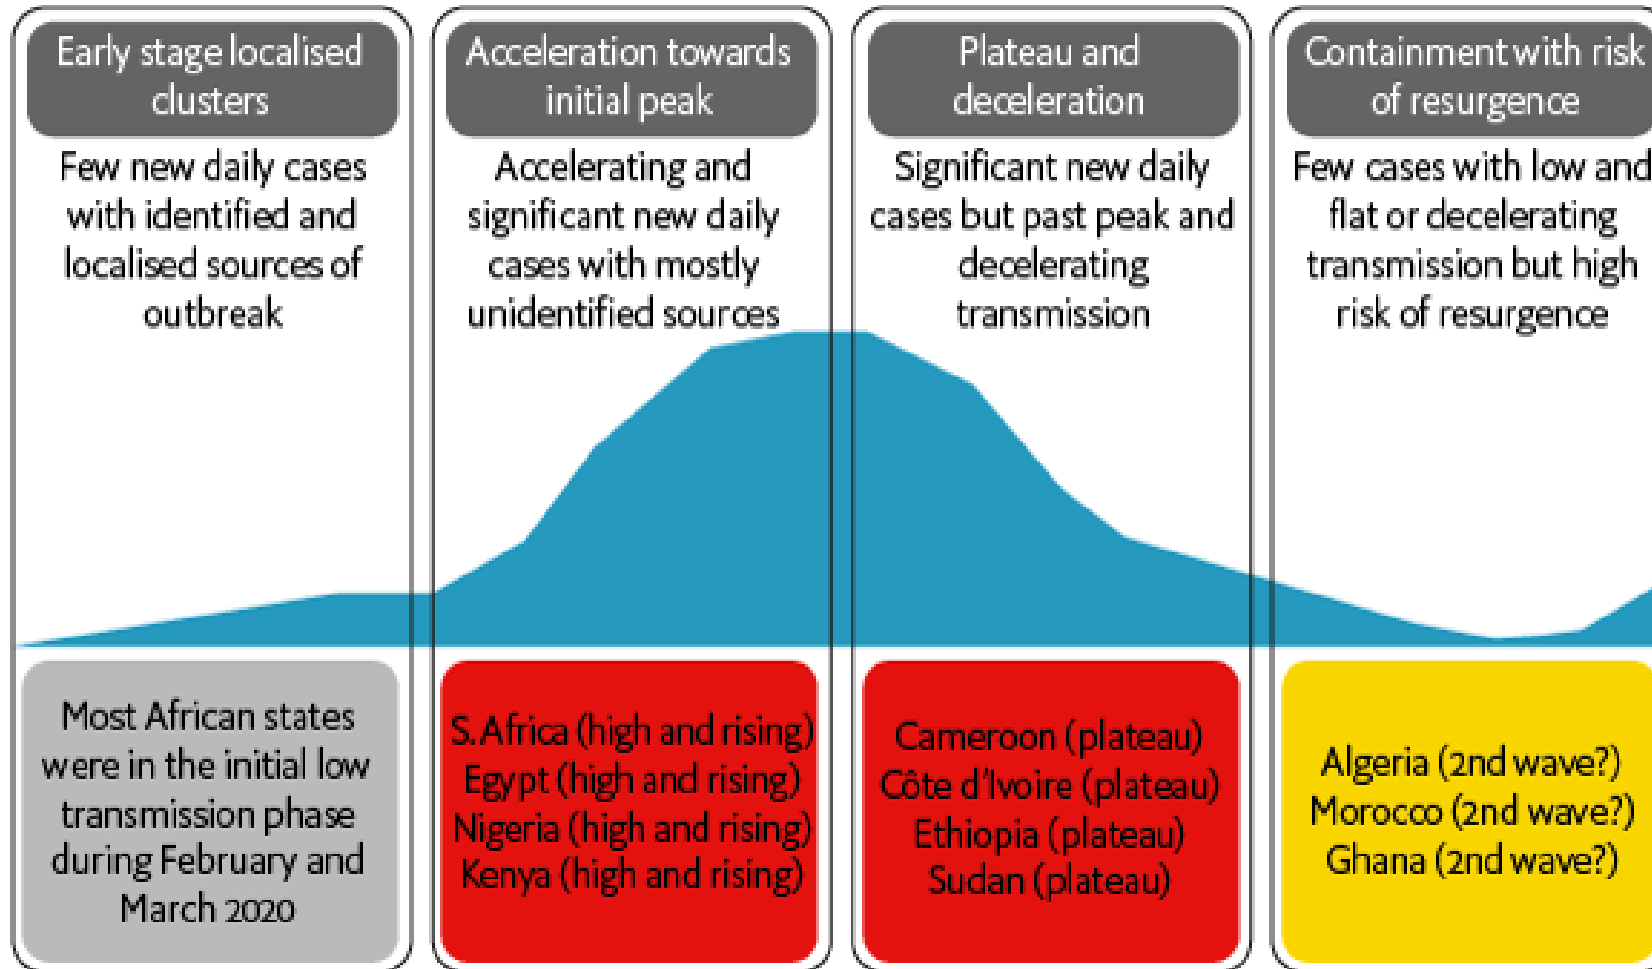 Early stage localised
clusters
Few new daily cases
with identified and
localised sources of
outbreak
Most African states
were in the initial low
transmission phase
during February and
March 2020
Acceleration towards
initial peak
Accelerating and
significant new daily
cases with mostly
unidentified sources
S. Africa (high and rising)
Egypt (high and rising)
Nigeria (high and rising)
Kenya (high and rising)
Plateau and
deceleration
Significant new daily
cases but past peak and
decelerating
transmission
Cameroon (plateau)
Côte d'Ivoire (plateau)
Ethiopia (plateau)
Sudan (plateau)
Containment with risk
of resurgence
Few cases with low and
flat or decelerating
transmission but high
risk of resurgence
Algeria (2nd wave?)
Morocco (2nd wave?)
Ghana (2nd wave?)